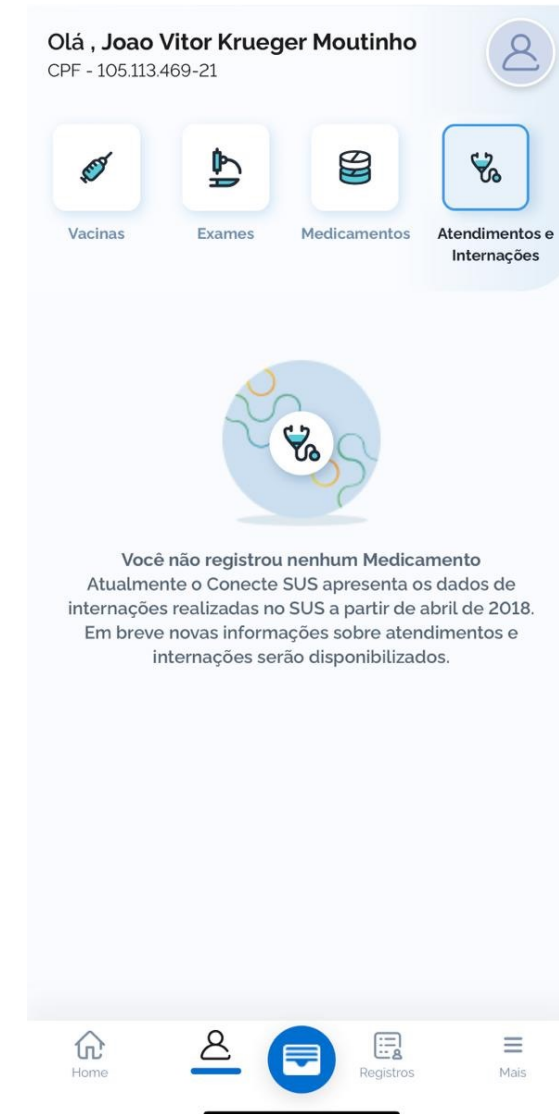 Olá , Joao Vitor Krueger Moutinho
CPF - 105.113.469-21
Vacinas
Exames
Medicamentos
Atendimentos e
Internações
Você não registrou nenhum Medicamento
Atualmente o Conecte SUS apresenta os dados de
internações realizadas no SUS a partir de abril de 2018.
Em breve novas informações sobre atendimentos e
internações serão disponibilizados.
Home
Registros
Mais